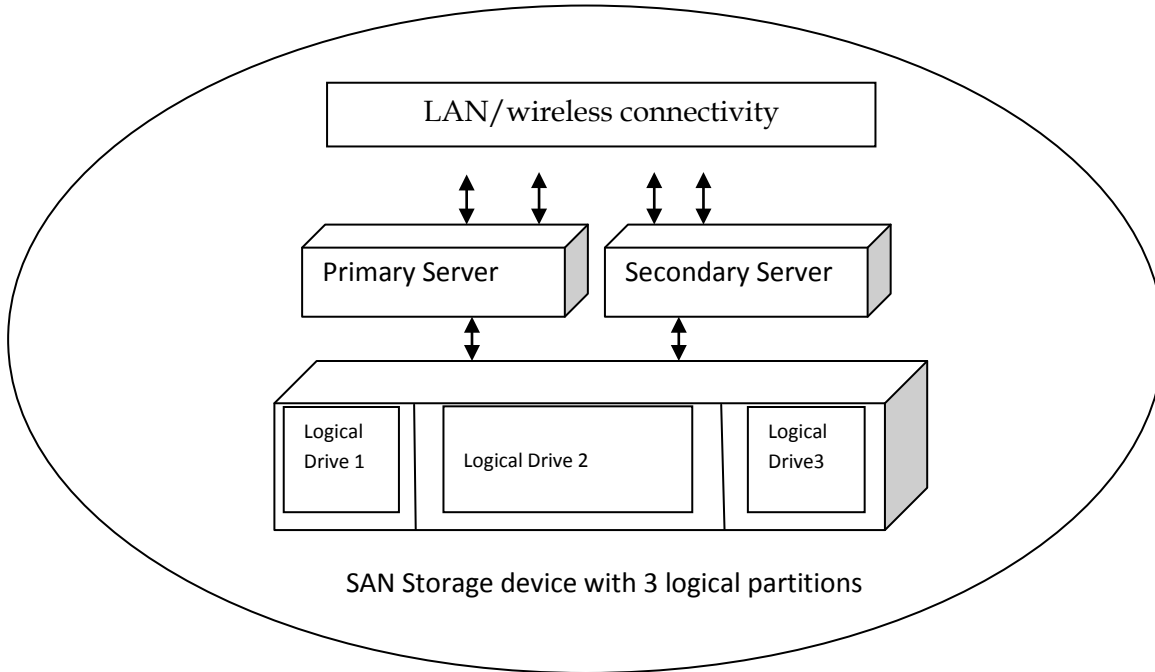 LAN/wireless connectivity
Primary Server
Secondary Server
Logical
Drive 1
Logical Drive 2
Logical
Drive3
SAN Storage device with 3 logical partitions